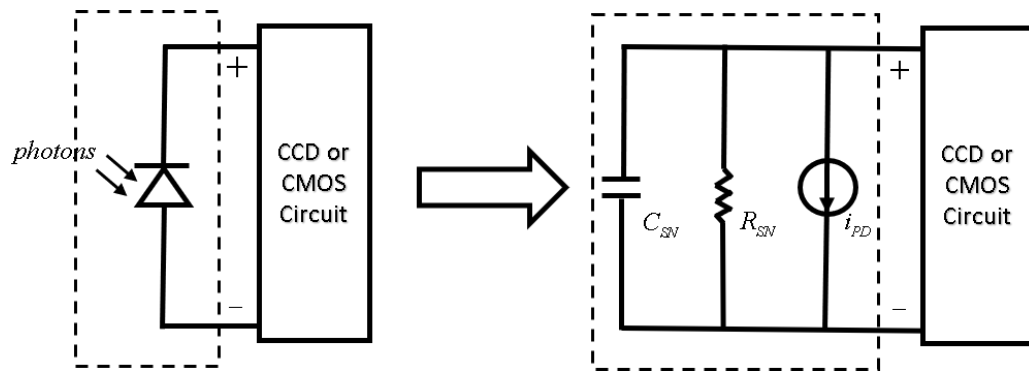 +
photons
CCD or
CMOS
Circuit
−
+
C_SN
R_SN
i_PD
CCD or
CMOS
Circuit
−